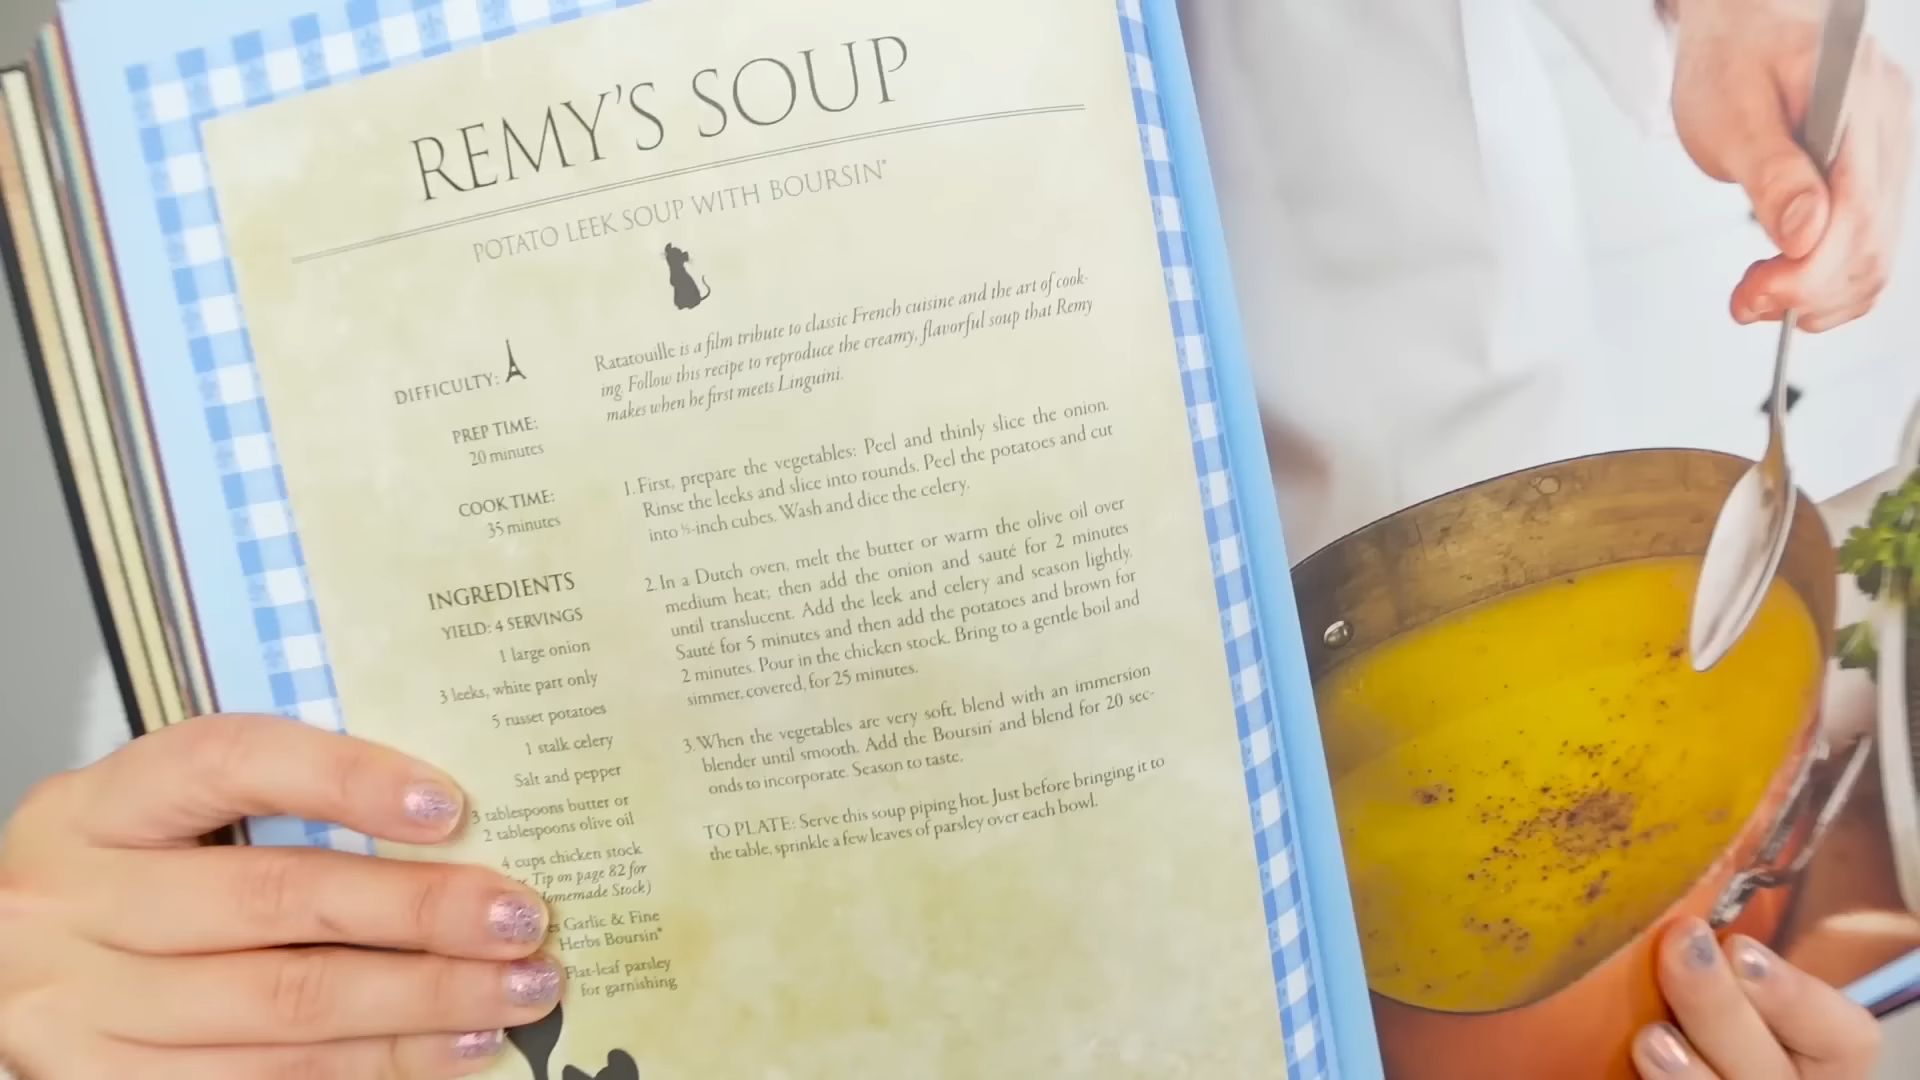 REMY'S SOUP
POTATO LEEK SOUP WITH BOURSIN®
DIFFICULTY:
PREP TIME:
20 minutes
COOK TIME:
35 minutes
INGREDIENTS
YIELD: 4 SERVINGS
1 large onion
3 leeks, white part only
5 russet potatoes
1 stalk celery
Salt and pepper
3 tablespoons butter or
2 tablespoons olive oil
4 cups chicken stock
Tip on page 82 for
Stock)
Garlic & Fine
Herbs Boursin®
Flat-leaf parsley
for garnishing
Ratatouille is a film tribute to classic French cuisine and the art of cook-
ing. Follow this recipe to reproduce the creamy, flavorful soup that Remy
makes when he first meets Linguini.
1. First, prepare the vegetables: Peel and thinly slice the onion.
Rinse the leeks and slice into rounds. Peel the potatoes and cut
into ½-inch cubes. Wash and dice the celery.
2. In a Dutch oven, melt the butter or warm the olive oil over
medium heat; then add the onion and sauté for 2 minutes
until translucent. Add the leek and celery and season lightly.
Sauté for 5 minutes and then add the potatoes and brown for
2 minutes. Pour in the chicken stock. Bring to a gentle boil and
simmer, covered, for 25 minutes.
3. When the vegetables are very soft, blend with an immersion
blender until smooth. Add the Boursin and blend for 20 sec-
onds to incorporate. Season to taste.
TO PLATE: Serve this soup piping hot. Just before bringing it to
the table, sprinkle a few leaves of parsley over each bowl.